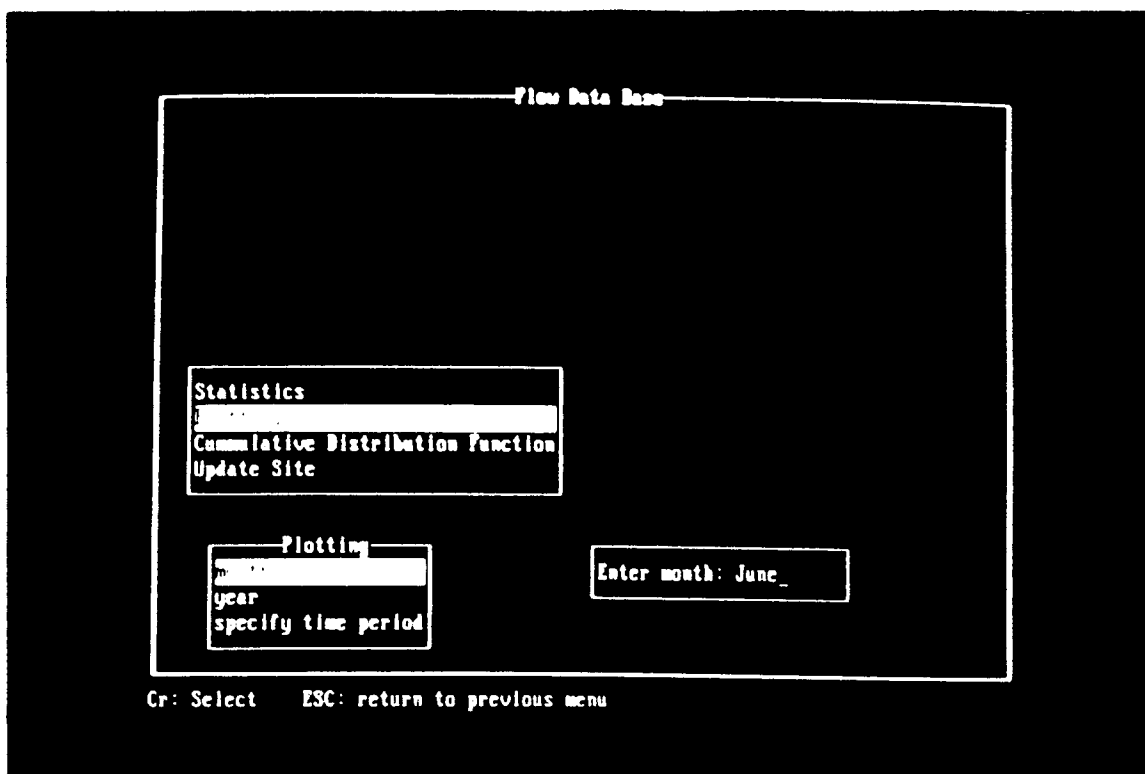 Flow Data Base
Statistics
Cummulative Distribution Function
Update Site
Plotting
year
specify time period
Enter month: June_
Cr: Select ESC: return to previous menu